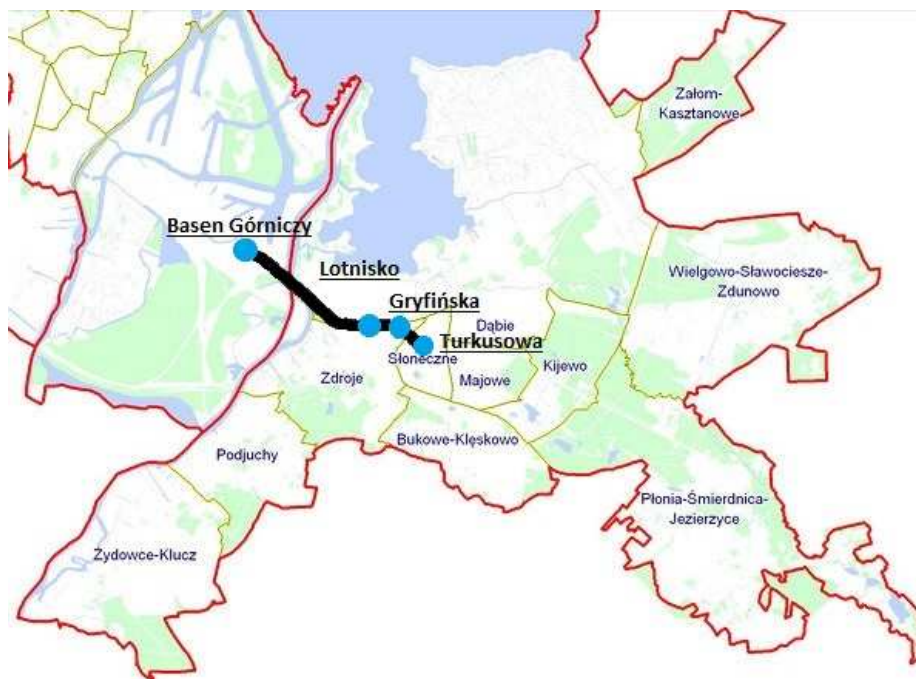 Załom-
Kasztanowe
Basen Górniczy
Lotnisko
Wielgowo-Sławociesze-
Zdunowo
Gryfińska
Dąbie
Turkusowa
Słoneczne
Kijewo
Zdroje
Majowe
Bukowe-Klęskowo
Podjuchy
Płonia-Śmierdnica-
Jezierzyce
Żydowce-Klucz